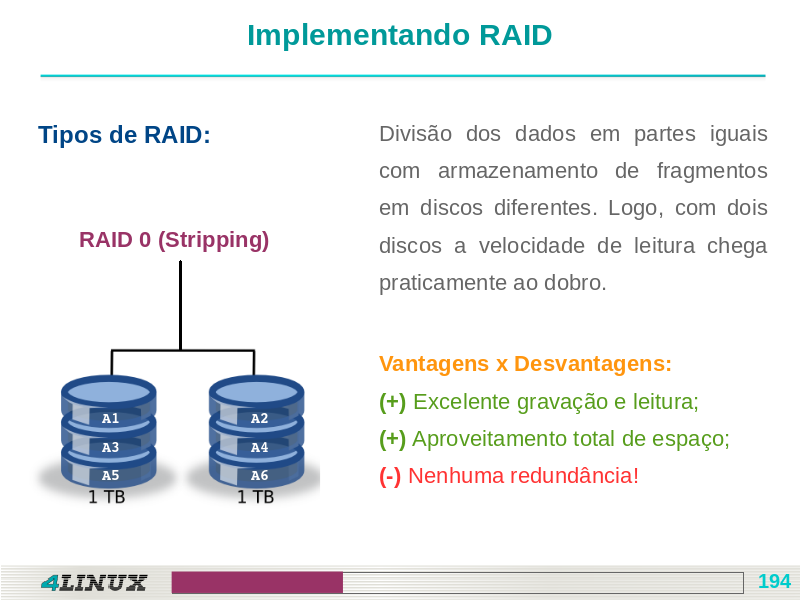 Implementando RAID
Tipos de RAID:
RAID 0 (Stripping)
A1
A2
A3
A4
A5
A6
1 TB
1 TB
Divisão dos dados em partes iguais
com armazenamento de fragmentos
em discos diferentes. Logo, com dois
discos a velocidade de leitura chega
praticamente ao dobro.
Vantagens x Desvantagens:
(+) Excelente gravação e leitura;
(+) Aproveitamento total de espaço;
(-) Nenhuma redundância!
4LINUX
194